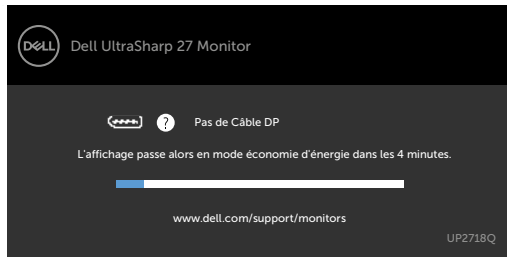 DELL
Dell UltraSharp 27 Monitor
? Pas de Câble DP
L'affichage passe alors en mode économie d'énergie dans les 4 minutes.
www.dell.com/support/monitors
UP2718Q